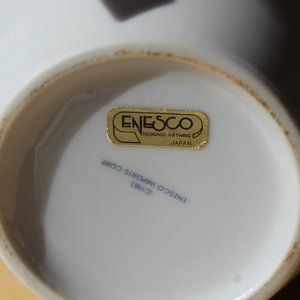 ENESCO
DESIGNED GIFTWARE
JAPAN
©1983
ENESCO IMPORTS CORP